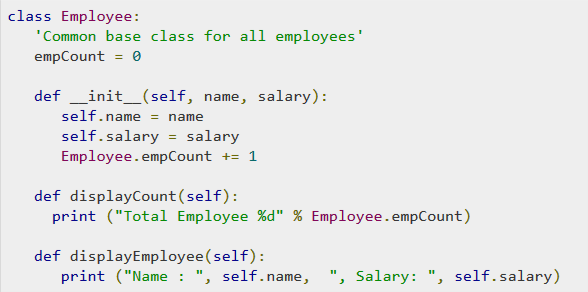 class Employee:
   'Common base class for all employees'
   empCount = 0

   def __init__(self, name, salary):
      self.name = name
      self.salary = salary
      Employee.empCount += 1

   def displayCount(self):
     print ("Total Employee %d" % Employee.empCount)

   def displayEmployee(self):
      print ("Name : ", self.name,  ", Salary: ", self.salary)